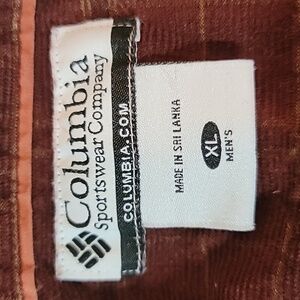 Columbia
Sportswear Company
COLUMBIA.COM
MADE IN SRI LANKA
XL
MEN'S